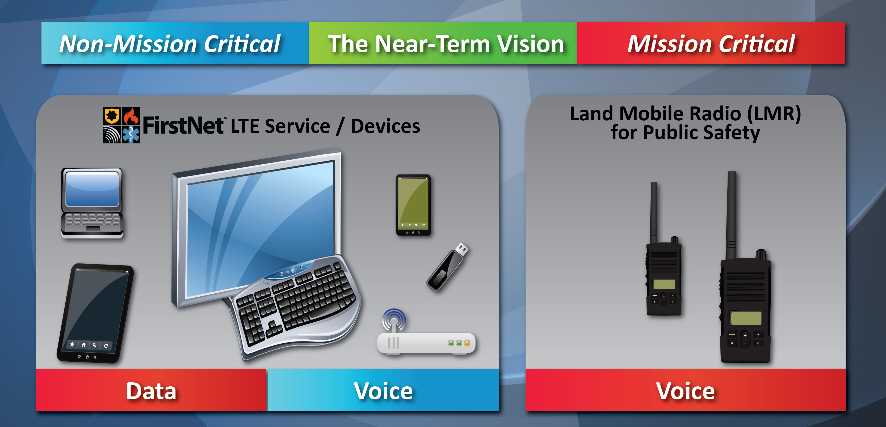 Non-Mission Critical
The Near-Term Vision
Mission Critical
FirstNet™ LTE Service / Devices
Land Mobile Radio (LMR)
for Public Safety
Data
Voice
Voice